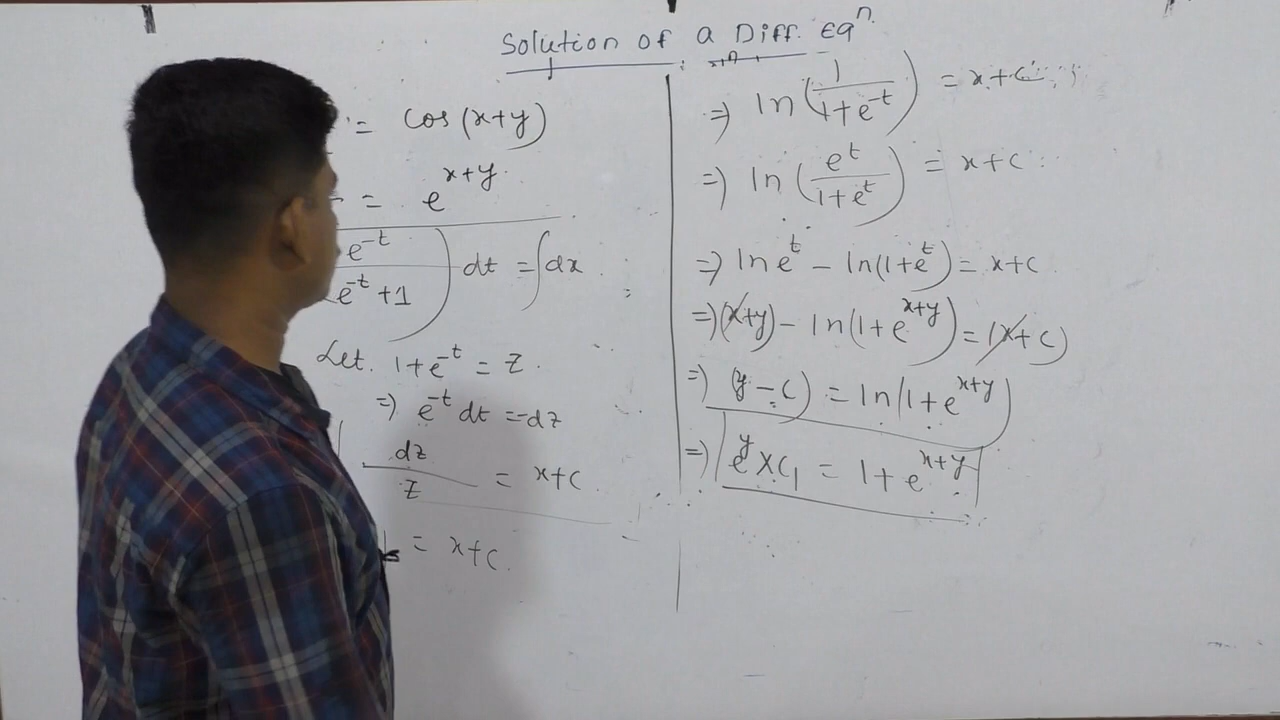 Solution of a Diff. Eqⁿ.
= cos(x+y)
= e^{x+y}
e^{-t} / e^{-t}+1) dt = ∫dx
Let. 1+e^{-t} = Z.
⇒ e^{-t} dt = -dz
dz/z = x+c
= x+c.
⇒ ln(1/1+e^{-t}) = x+c
⇒ ln(e^t/1+e^t) = x+c
⇒ ln e^t - ln(1+e^t) = x+c
⇒ (x+y) - ln(1+e^{x+y}) = (x+c)
⇒ (y-c) = ln(1+e^{x+y})
⇒ e^y×c₁ = 1+e^{x+y}